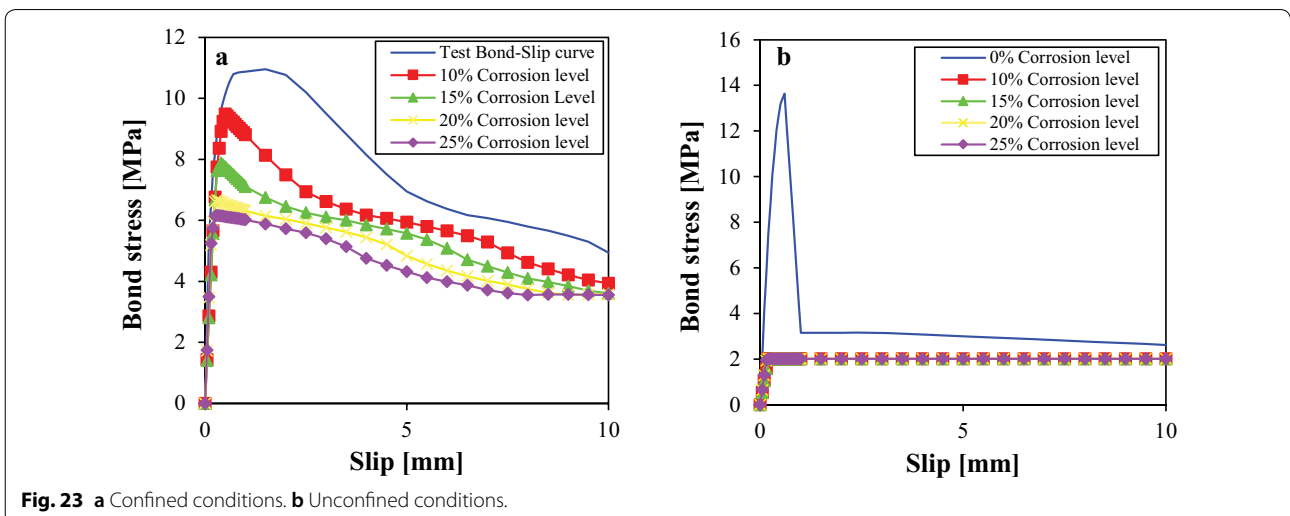 12
10
8
6
4
2
0
Bond stress [MPa]
a
Test Bond-Slip curve
10% Corrosion level
15% Corrosion Level
20% Corrosion level
25% Corrosion level
0
5
10
Slip [mm]
16
14
12
10
8
6
4
2
0
Bond stress [MPa]
b
0% Corrosion level
10% Corrosion level
15% Corrosion level
20% Corrosion level
25% Corrosion level
0
5
10
Slip [mm]
Fig. 23 a Confined conditions. b Unconfined conditions.